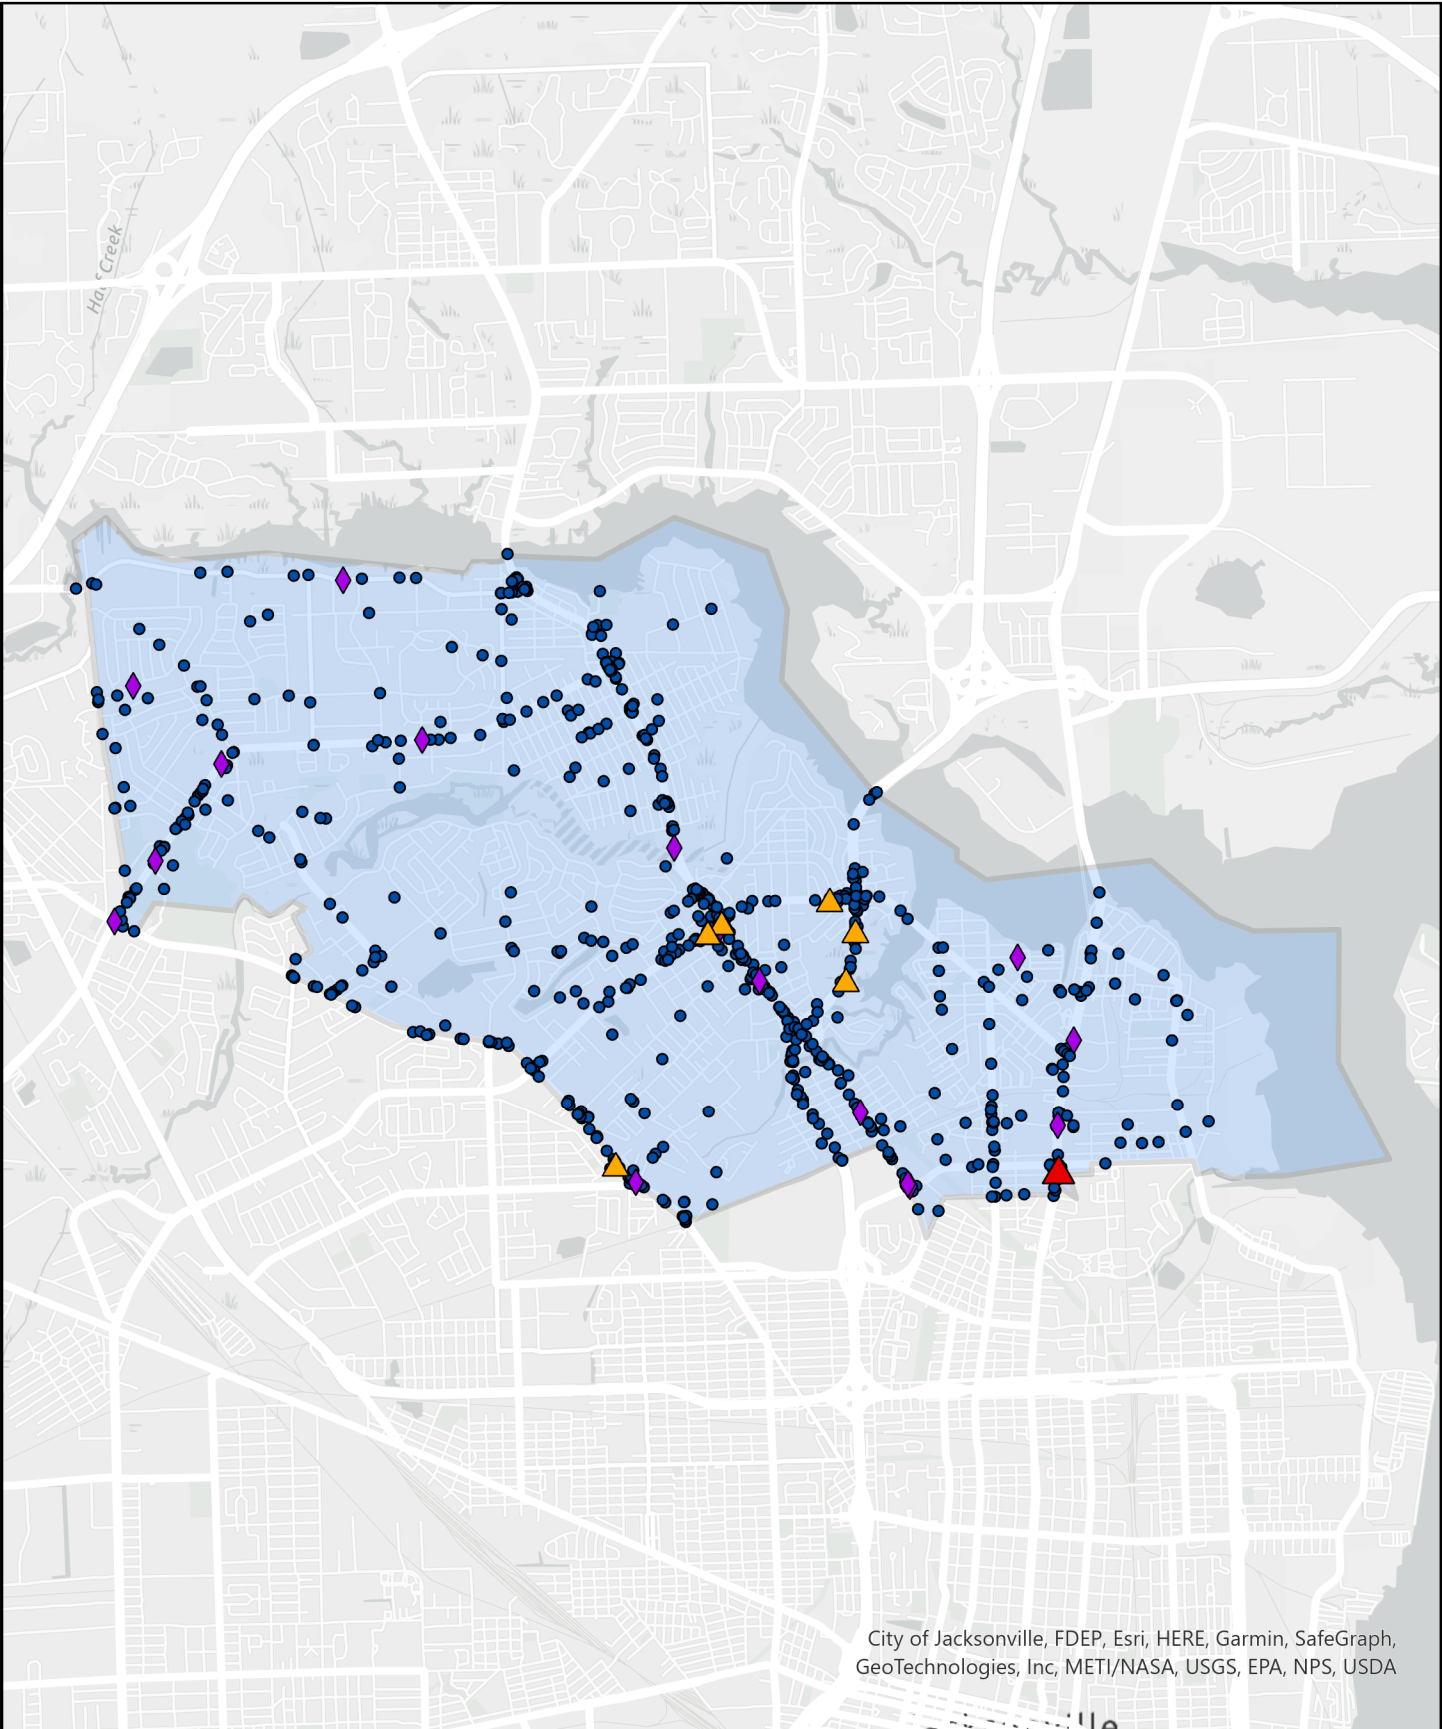 City of Jacksonville, FDEP, Esri, HERE, Garmin, SafeGraph,
GeoTechnologies, Inc, METI/NASA, USGS, EPA, NPS, USDA